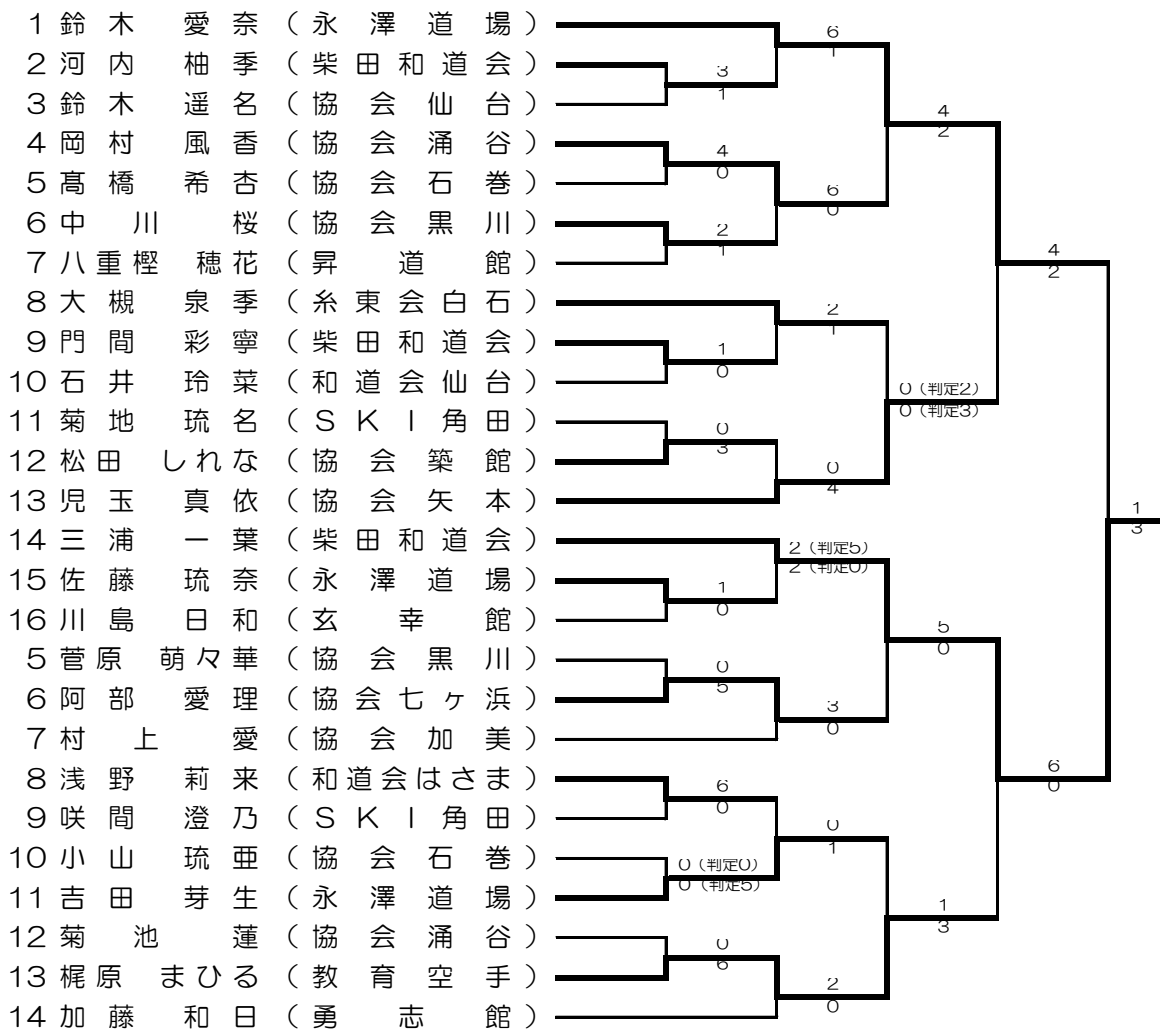 1 鈴木 愛奈 （永澤道場）
2 河内 柚季 （柴田和道会）
3 鈴木 遥名 （協会仙台）
4 岡村 風香 （協会涌谷）
5 髙橋 希杏 （協会石巻）
6 中川 桜 （協会黒川）
7 八重樫 穂花 （昇道館）
8 大槻 泉季 （糸東会白石）
9 門間 彩寧 （柴田和道会）
10 石井 玲菜 （和道会仙台）
11 菊地 琉名 （ＳＫＩ角田）
12 松田 しれな （協会築館）
13 児玉 真依 （協会矢本）
14 三浦 一葉 （柴田和道会）
15 佐藤 琉奈 （永澤道場）
16 川島 日和 （玄幸館）
5 菅原 萌々華 （協会黒川）
6 阿部 愛理 （協会七ヶ浜）
7 村上 愛 （協会加美）
8 浅野 莉来 （和道会はさま）
9 咲間 澄乃 （ＳＫＩ角田）
10 小山 琉亜 （協会石巻）
11 吉田 芽生 （永澤道場）
12 菊池 蓮 （協会涌谷）
13 梶原 まひる （教育空手）
14 加藤 和日 （勇志館）
3
1
4
0
2
1
1
0
0
3
1
0
0
5
6
0
0（判定0）
0（判定5）
0
6
6
1
6
0
2
1
0
4
2（判定5）
2（判定0）
3
0
0
1
2
0
4
2
0（判定2）
0（判定3）
5
0
1
3
4
2
6
0
1
3